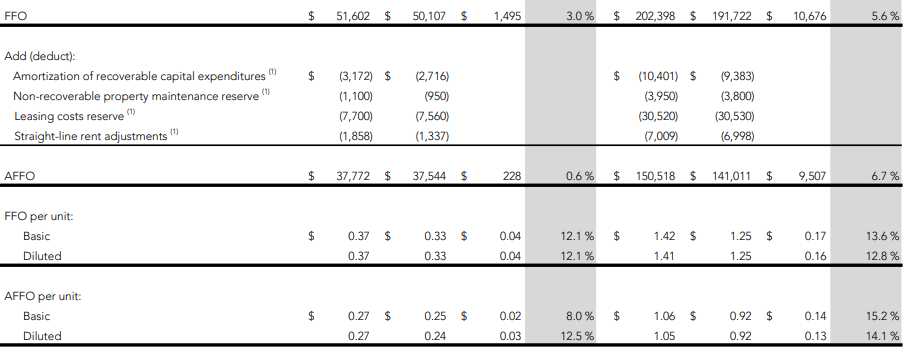 FFO $ 51,602 $ 50,107 $ 1,495 3.0 % $ 202,398 $ 191,722 $ 10,676 5.6 %
Add (deduct):
Amortization of recoverable capital expenditures (1) $ (3,172) $ (2,716) $ (10,401) $ (9,383)
Non-recoverable property maintenance reserve (1) (1,100) (950) (3,950) (3,800)
Leasing costs reserve (1) (7,700) (7,560) (30,520) (30,530)
Straight-line rent adjustments (1) (1,858) (1,337) (7,009) (6,998)
AFFO $ 37,772 $ 37,544 $ 228 0.6 % $ 150,518 $ 141,011 $ 9,507 6.7 %
FFO per unit:
Basic $ 0.37 $ 0.33 $ 0.04 12.1 % $ 1.42 $ 1.25 $ 0.17 13.6 %
Diluted 0.37 0.33 0.04 12.1 % 1.41 1.25 0.16 12.8 %
AFFO per unit:
Basic $ 0.27 $ 0.25 $ 0.02 8.0 % $ 1.06 $ 0.92 $ 0.14 15.2 %
Diluted 0.27 0.24 0.03 12.5 % 1.05 0.92 0.13 14.1 %